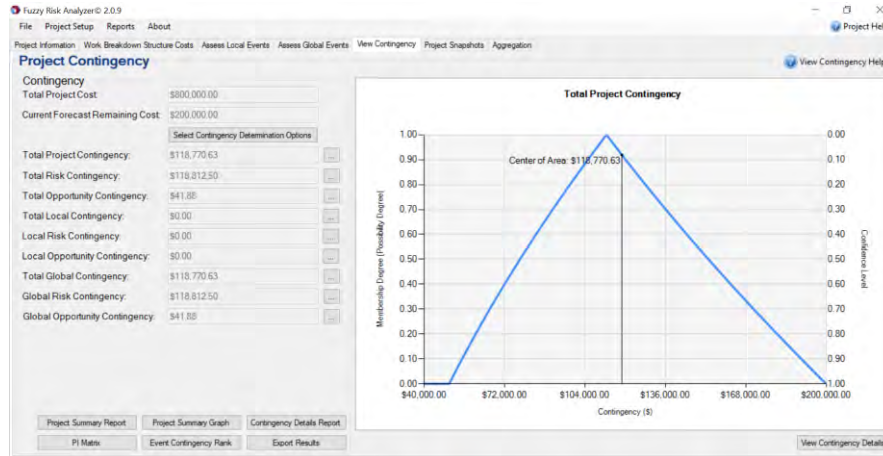 Fuzzy Risk Analyzer© 2.0.9
File Project Setup Reports About
Project Help
Project Information Work Breakdown Structure Costs Assess Local Events Assess Global Events View Contingency Project Snapshots Aggregation
Project Contingency
View Contingency Help
Contingency
Total Project Cost: $800,000.00
Current Forecast Remaining Cost: $200,000.00
Select Contingency Determination Options
Total Project Contingency: $118,770.63 ...
Total Risk Contingency: $118,812.50 ...
Total Opportunity Contingency: $41.88 ...
Total Local Contingency: $0.00 ...
Local Risk Contingency: $0.00 ...
Local Opportunity Contingency: $0.00 ...
Total Global Contingency: $118,770.63 ...
Global Risk Contingency: $118,812.50 ...
Global Opportunity Contingency: $41.88 ...
Project Summary Report Project Summary Graph Contingency Details Report
PI Matrix Event Contingency Rank Export Results
Total Project Contingency
Membership Degree (Possibility Degree)
1.00
0.90
0.80
0.70
0.60
0.50
0.40
0.30
0.20
0.10
0.00
Center of Area: $118,770.63
0.00
0.10
0.20
0.30
0.40
0.50
0.60
0.70
0.80
0.90
1.00
Confidence Level
$40,000.00 $72,000.00 $104,000.00 $136,000.00 $168,000.00 $200,000.00
Contingency ($)
View Contingency Details